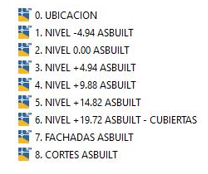 0. UBICACION
1. NIVEL -4.94 ASBUILT
2. NIVEL 0.00 ASBUILT
3. NIVEL +4.94 ASBUILT
4. NIVEL +9.88 ASBUILT
5. NIVEL +14.82 ASBUILT
6. NIVEL +19.72 ASBUILT - CUBIERTAS
7. FACHADAS ASBUILT
8. CORTES ASBUILT